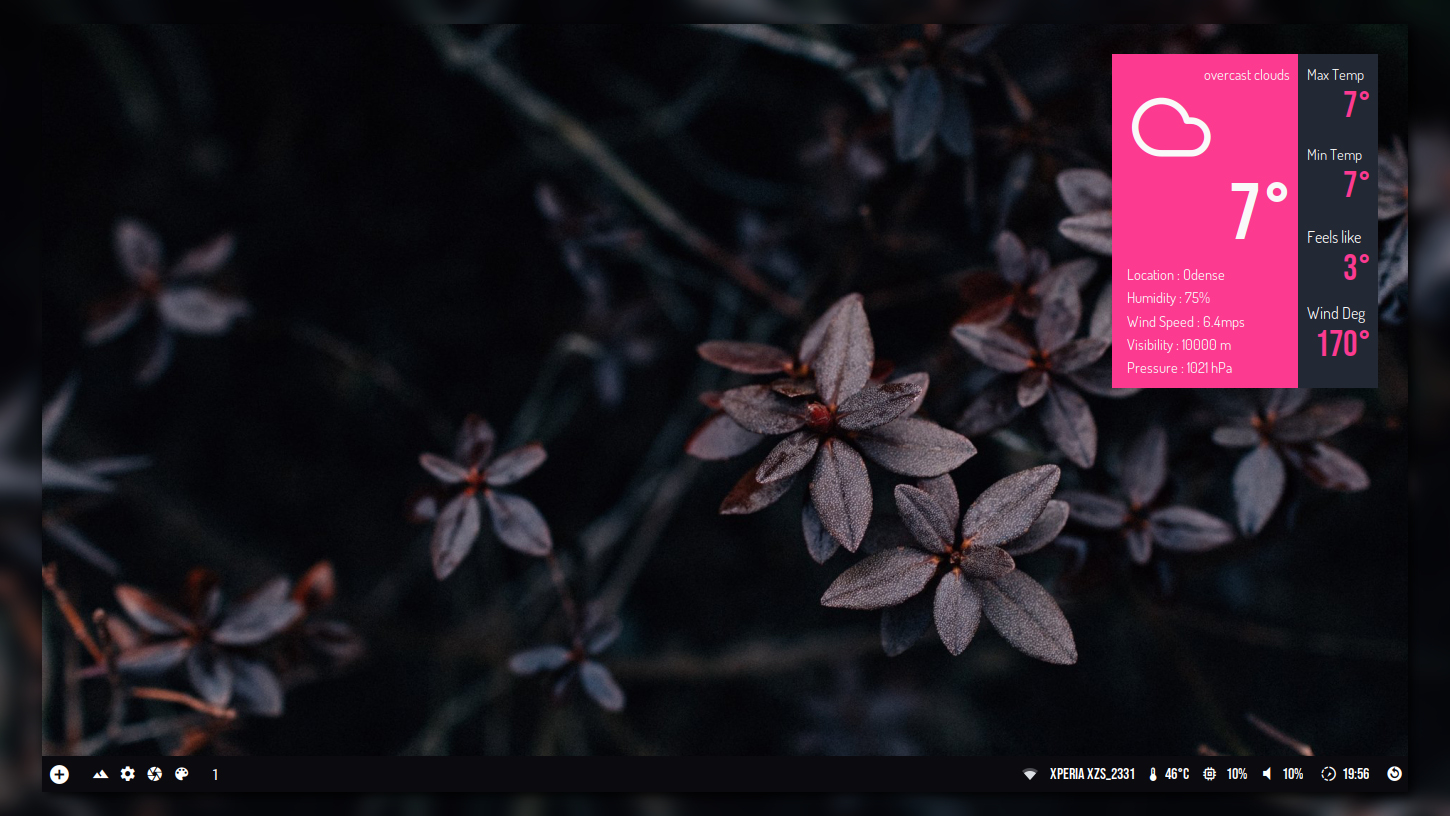 overcast clouds
7°
Location : Odense
Humidity : 75%
Wind Speed : 6.4mps
Visibility : 10000 m
Pressure : 1021 hPa
Max Temp
7°
Min Temp
7°
Feels like
3°
Wind Deg
170°
1
XPERIA XZS_2331 46°C 10% 10% 19:56